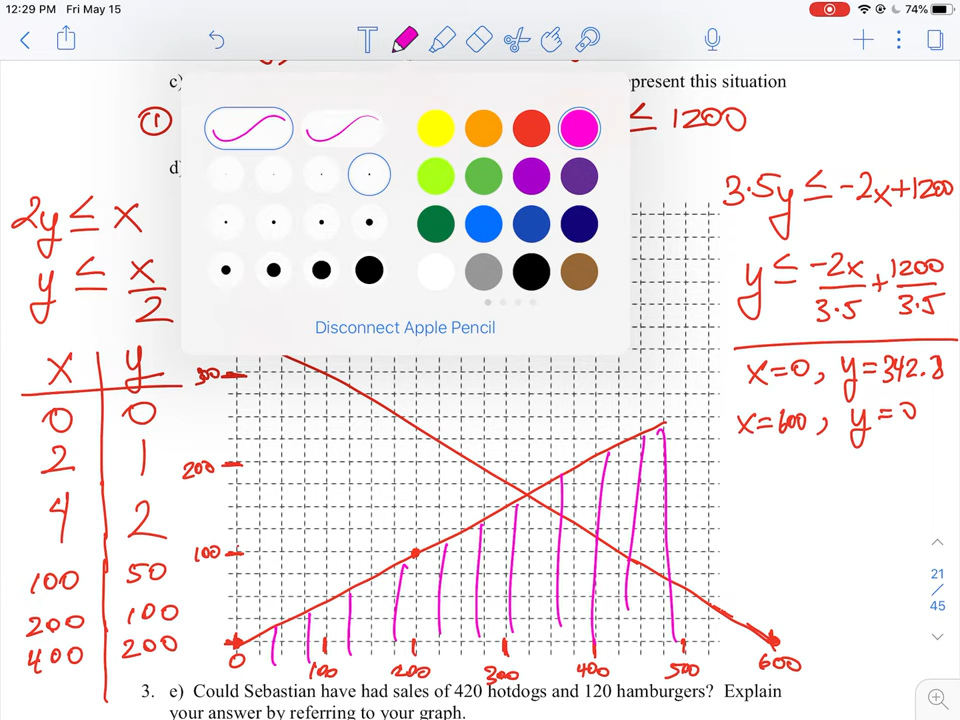 12:29 PM Fri May 15 74%
T
c) present this situation
① ≤ 1200
d)
2y ≤ x
y ≤ x/2
3.5y ≤ -2x+1200
y ≤ -2x/3.5 + 1200/3.5
x=0, y=342.8
x=600, y=0
Disconnect Apple Pencil
x y
0 0
2 1
4 2
100 50
200 100
400 200
200
100
0 100 200 300 400 500 600
21
/
45
3. e) Could Sebastian have had sales of 420 hotdogs and 120 hamburgers? Explain
your answer by referring to your graph.